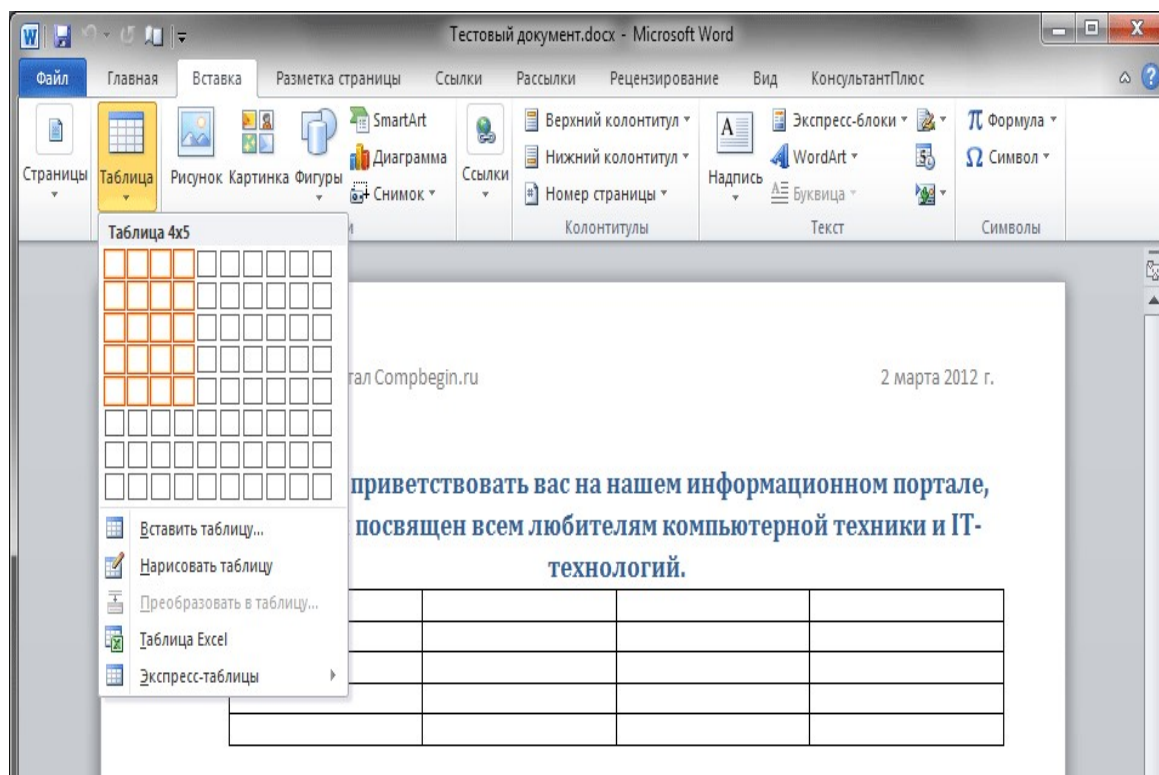 Тестовый документ.docx - Microsoft Word
Файл Главная Вставка Разметка страницы Ссылки Рассылки Рецензирование Вид КонсультантПлюс
Страницы
Таблица
Рисунок
Картинка
Фигуры
SmartArt
Диаграмма
Снимок
Ссылки
Верхний колонтитул
Нижний колонтитул
Номер страницы
Колонтитулы
Надпись
Экспресс-блоки
WordArt
Буквица
Текст
Формула
Символ
Символы
Таблица 4x5
Вставить таблицу...
Нарисовать таблицу
Преобразовать в таблицу...
Таблица Excel
Экспресс-таблицы
Compbegin.ru 2 марта 2012 г.
приветствовать вас на нашем информационном портале,
посвящен всем любителям компьютерной техники и IT-
технологий.